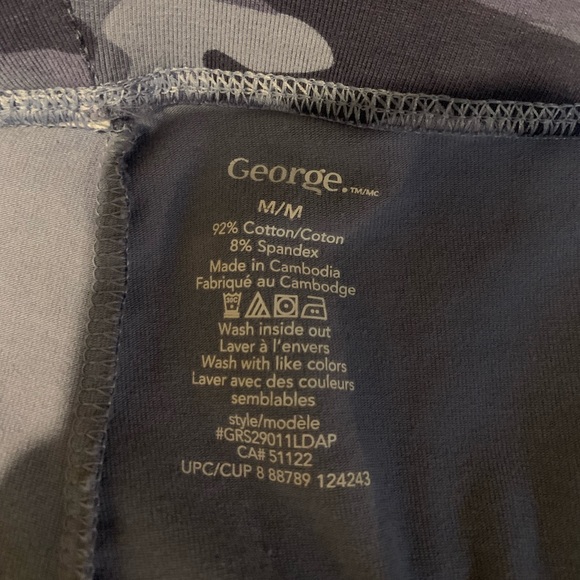 George. TM/MC
M/M
92% Cotton/Coton
8% Spandex
Made in Cambodia
Fabriqué au Cambodge
30C
Wash inside out
Laver à l'envers
Wash with like colors
Laver avec des couleurs
semblables
style/modèle
#GRS29011LDAP
CA# 51122
UPC/CUP 8 88789 124243